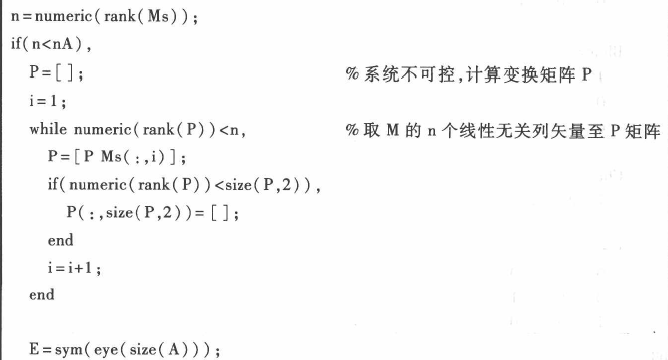 n=numeric(rank(Ms));
if(n<nA),
P=[];    %系统不可控,计算变换矩阵 P
i=1;
while numeric(rank(P))<n,    %取 M 的 n 个线性无关列矢量至 P 矩阵
P=[P Ms(:,i)];
if(numeric(rank(P))<size(P,2)),
P(:,size(P,2))=[];
end
i=i+1;
end
E=sym(eye(size(A)));